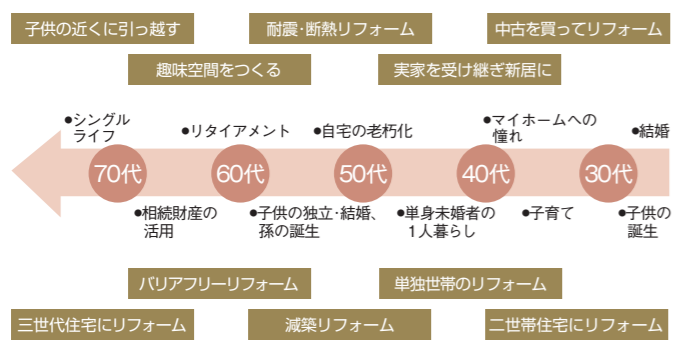 子供の近くに引っ越す
耐震・断熱リフォーム
中古を買ってリフォーム
趣味空間をつくる
実家を受け継ぎ新居に
●シングル
ライフ
●リタイアメント
●自宅の老朽化
●マイホームへの
憧れ
●結婚
70代
60代
50代
40代
30代
●相続財産の
活用
●子供の独立・結婚、
孫の誕生
●単身未婚者の
1人暮らし
●子育て
●子供の
誕生
バリアフリーリフォーム
単独世帯のリフォーム
三世代住宅にリフォーム
減築リフォーム
二世帯住宅にリフォーム